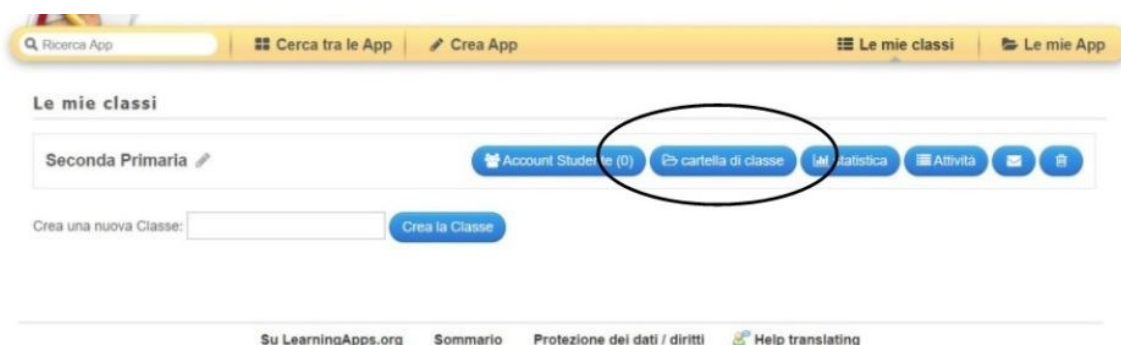 Ricerca App Cerca tra le App Crea App Le mie classi Le mie App
Le mie classi
Seconda Primaria Account Studente (0) cartella di classe statistica Attività
Crea una nuova Classe: Crea la Classe
Su LearningApps.org Sommario Protezione dei dati / diritti Help translating